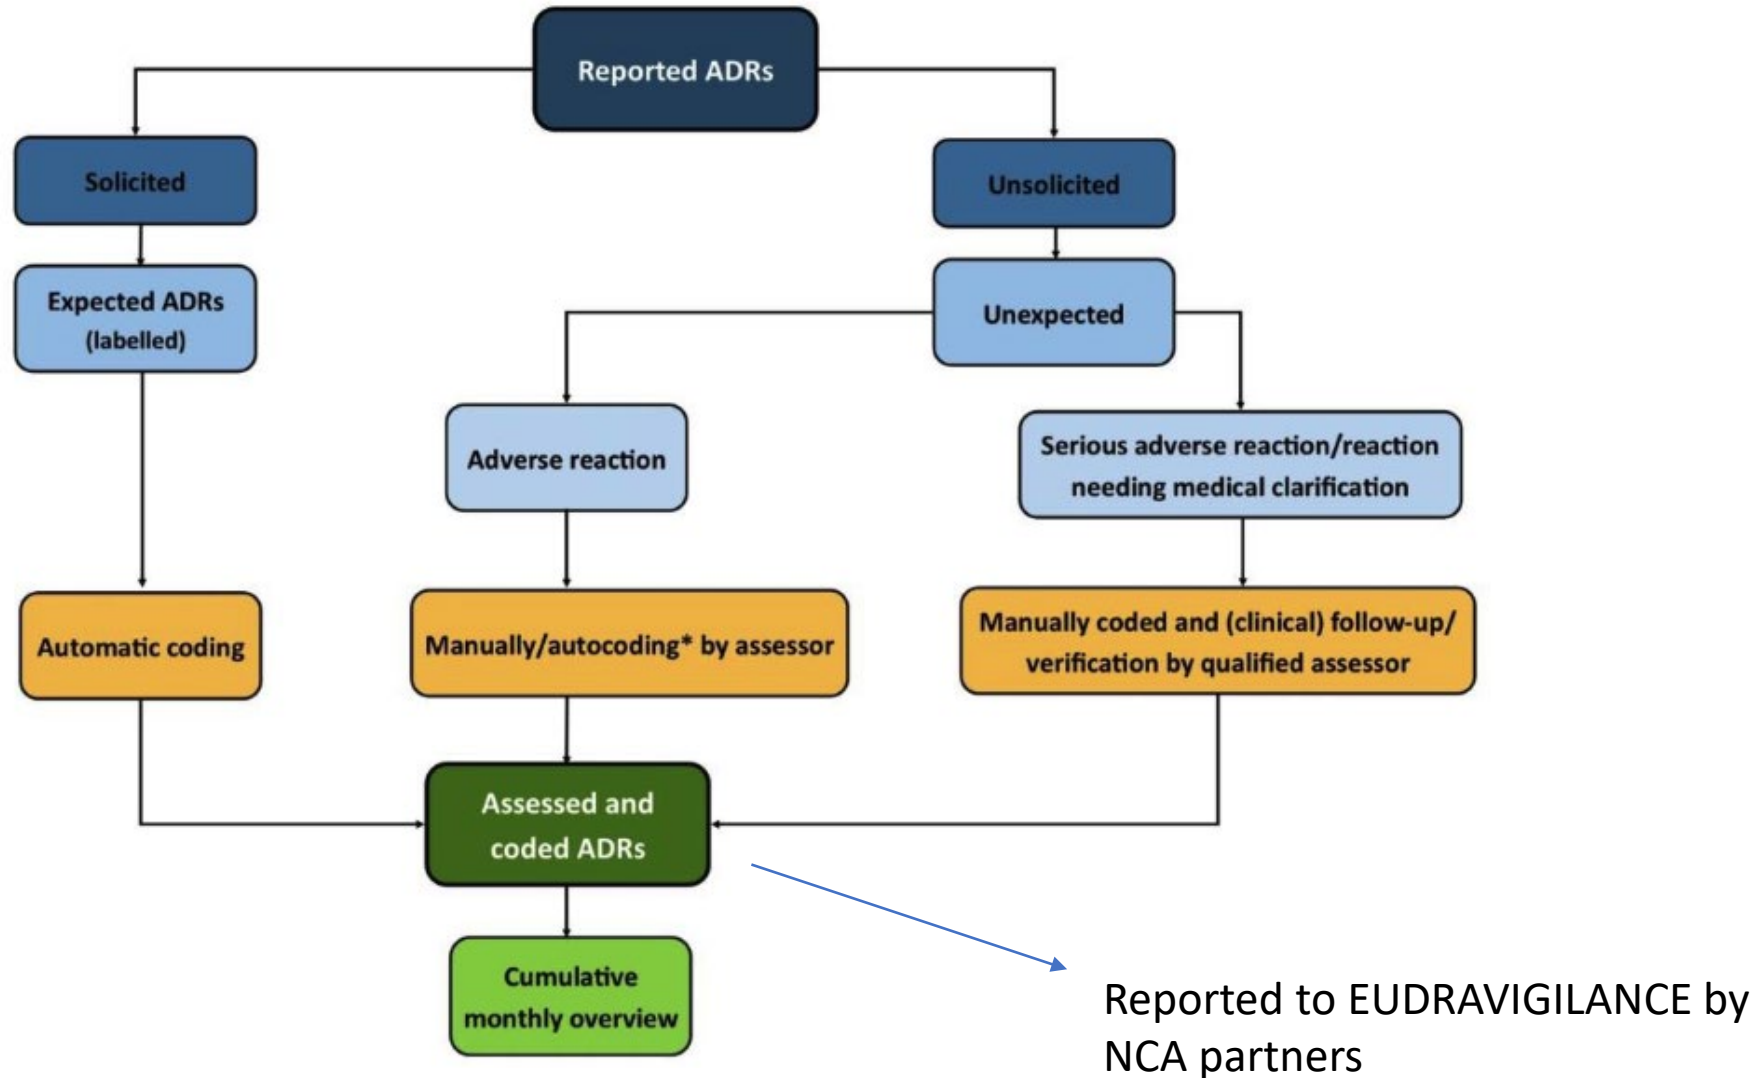 Reported ADRs
Solicited
Unsolicited
Expected ADRs
(labelled)
Unexpected
Adverse reaction
Serious adverse reaction/reaction
needing medical clarification
Automatic coding
Manually/autocoding* by assessor
Manually coded and (clinical) follow-up/
verification by qualified assessor
Assessed and
coded ADRs
Cumulative
monthly overview
Reported to EUDRAVIGILANCE by
NCA partners